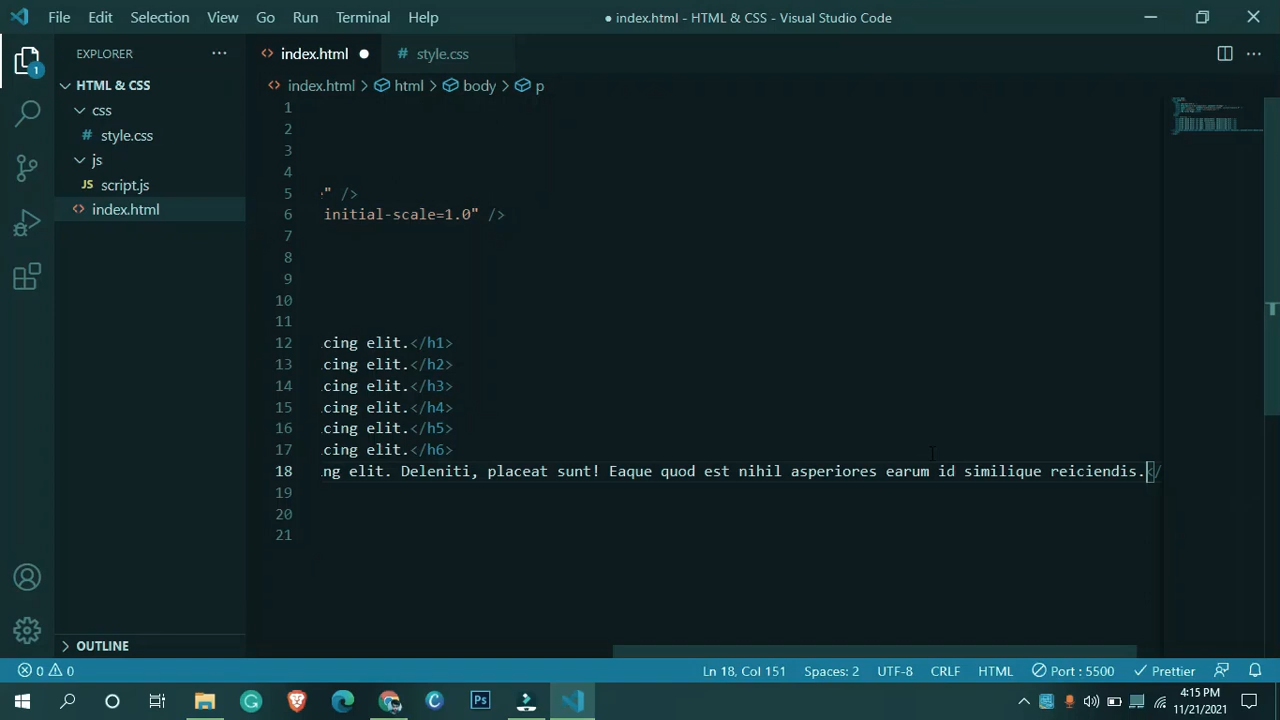 File Edit Selection View Go Run Terminal Help ● index.html - HTML & CSS - Visual Studio Code
EXPLORER
1
HTML & CSS
css
# style.css
js
JS script.js
<> index.html
OUTLINE
<> index.html ●
# style.css
<> index.html > html > body > p
1
2
3
4
5 " />
6 initial-scale=1.0" />
7
8
9
10
11
12 cing elit.</h1>
13 cing elit.</h2>
14 cing elit.</h3>
15 cing elit.</h4>
16 cing elit.</h5>
17 cing elit.</h6>
18 ng elit. Deleniti, placeat sunt! Eaque quod est nihil asperiores earum id similique reiciendis.</
19
20
21
0 0 Ln 18, Col 151 Spaces: 2 UTF-8 CRLF HTML Port : 5500 Prettier
4:15 PM
11/21/2021